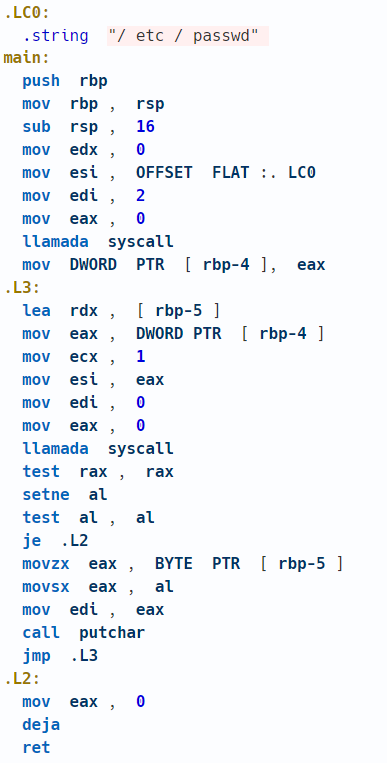 .LC0:
.string "/ etc / passwd"
main:
push rbp
mov rbp , rsp
sub rsp , 16
mov edx , 0
mov esi , OFFSET FLAT :. LC0
mov edi , 2
mov eax , 0
llamada syscall
mov DWORD PTR [ rbp-4 ], eax
.L3:
lea rdx , [ rbp-5 ]
mov eax , DWORD PTR [ rbp-4 ]
mov ecx , 1
mov esi , eax
mov edi , 0
mov eax , 0
llamada syscall
test rax , rax
setne al
test al , al
je .L2
movzx eax , BYTE PTR [ rbp-5 ]
movsx eax , al
mov edi , eax
call putchar
jmp .L3
.L2:
mov eax , 0
deja
ret